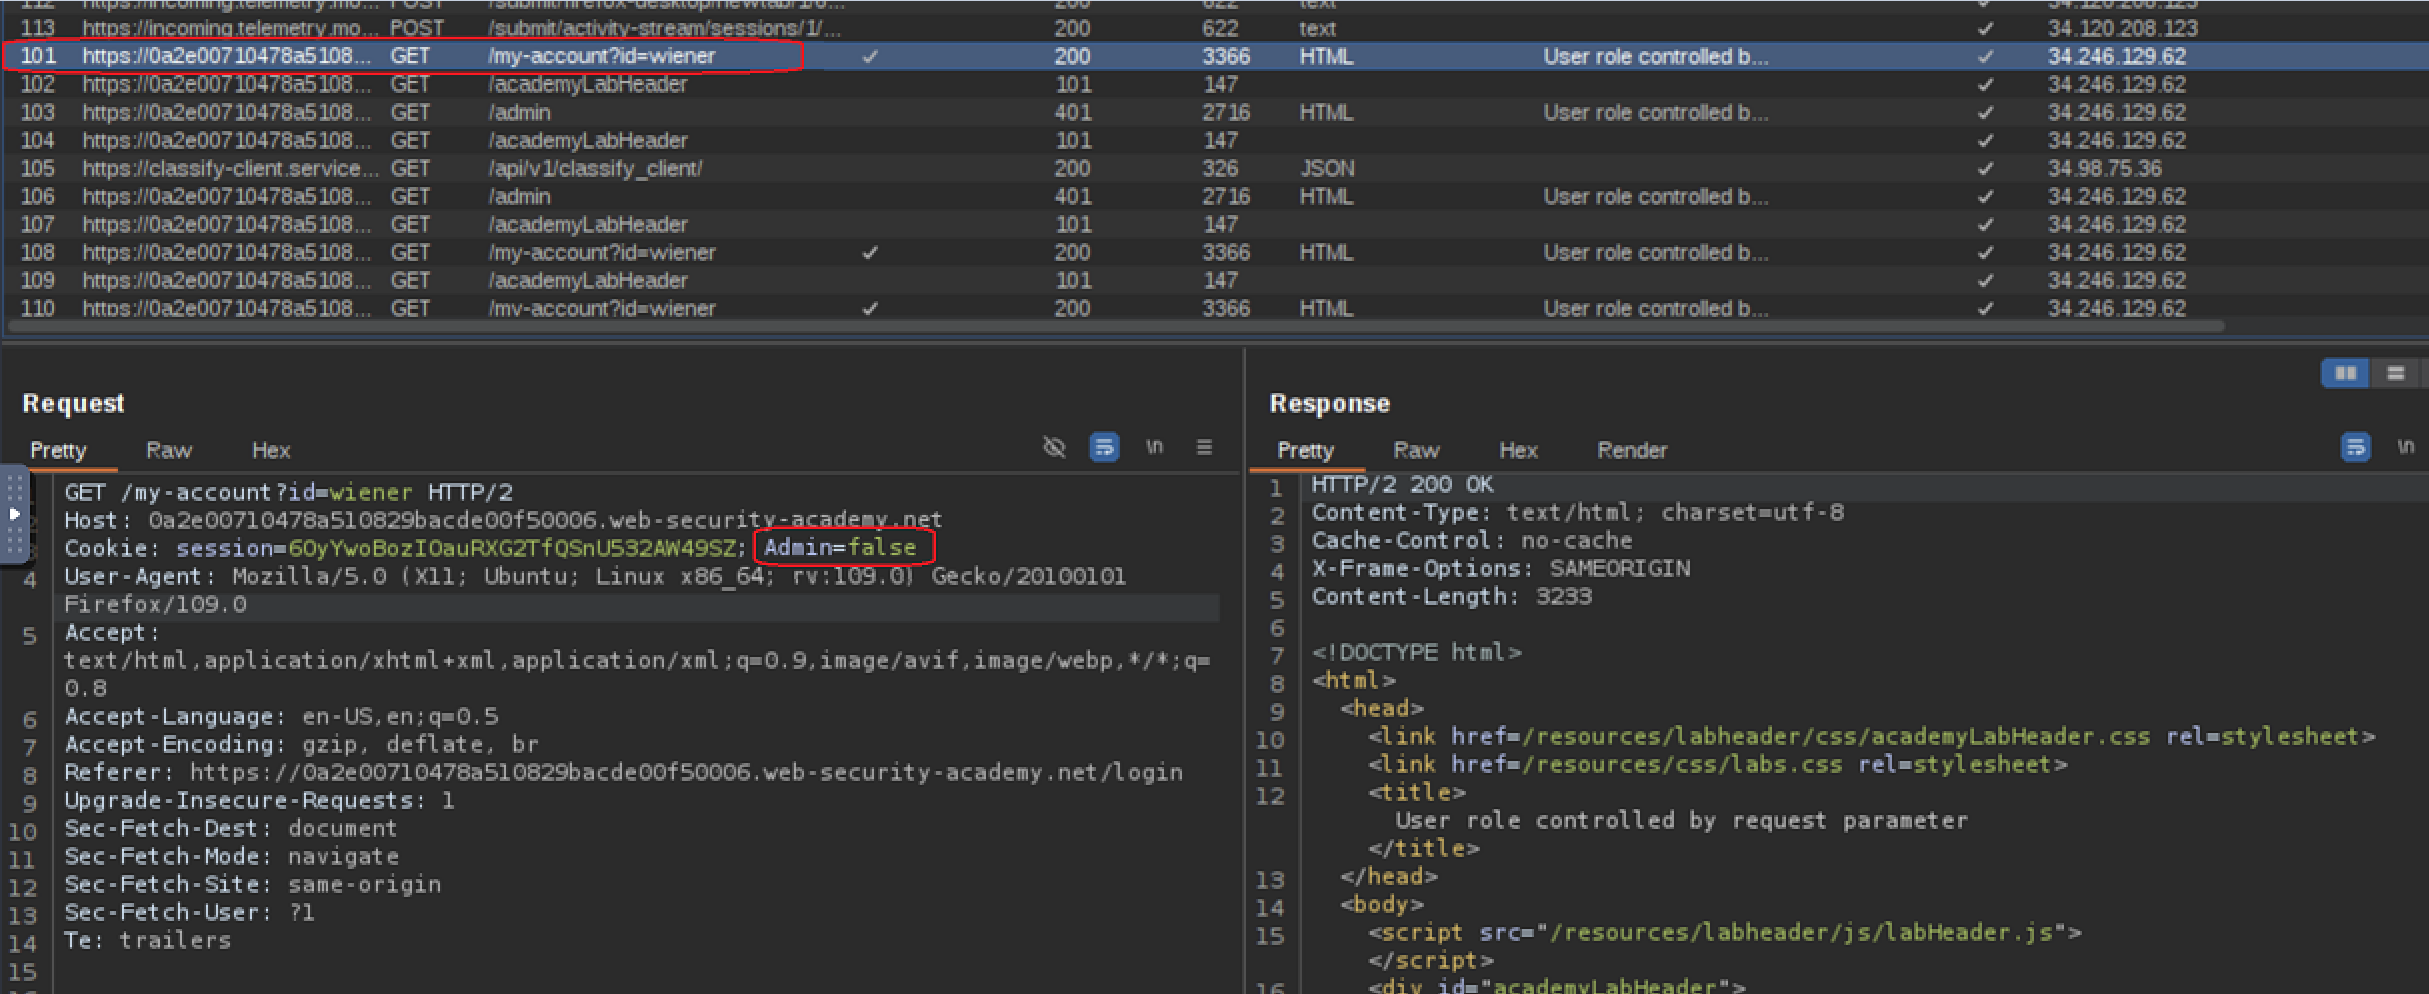 112 https://incoming.telemetry.mo... POST /submit/firefox-desktop/newtab/1/6... 200 622 text ✓ 34.120.208.123
113 https://incoming.telemetry.mo... POST /submit/activity-stream/sessions/1/... 200 622 text ✓ 34.120.208.123
101 https://0a2e00710478a5108... GET /my-account?id=wiener ✓ 200 3366 HTML User role controlled b... ✓ 34.246.129.62
102 https://0a2e00710478a5108... GET /academyLabHeader 101 147 ✓ 34.246.129.62
103 https://0a2e00710478a5108... GET /admin 401 2716 HTML User role controlled b... ✓ 34.246.129.62
104 https://0a2e00710478a5108... GET /academyLabHeader 101 147 ✓ 34.246.129.62
105 https://classify-client.service... GET /api/v1/classify_client/ 200 326 JSON ✓ 34.98.75.36
106 https://0a2e00710478a5108... GET /admin 401 2716 HTML User role controlled b... ✓ 34.246.129.62
107 https://0a2e00710478a5108... GET /academyLabHeader 101 147 ✓ 34.246.129.62
108 https://0a2e00710478a5108... GET /my-account?id=wiener ✓ 200 3366 HTML User role controlled b... ✓ 34.246.129.62
109 https://0a2e00710478a5108... GET /academyLabHeader 101 147 ✓ 34.246.129.62
110 https://0a2e00710478a5108... GET /my-account?id=wiener ✓ 200 3366 HTML User role controlled b... ✓ 34.246.129.62
Request
Pretty Raw Hex \n
GET /my-account?id=wiener HTTP/2
Host: 0a2e00710478a510829bacde00f50006.web-security-academy.net
Cookie: session=6OyYwoBozIOauRXG2TfQSnU532AW49SZ; Admin=false
4 User-Agent: Mozilla/5.0 (X11; Ubuntu; Linux x86_64; rv:109.0) Gecko/20100101
Firefox/109.0
5 Accept:
text/html,application/xhtml+xml,application/xml;q=0.9,image/avif,image/webp,*/*;q=
0.8
6 Accept-Language: en-US,en;q=0.5
7 Accept-Encoding: gzip, deflate, br
8 Referer: https://0a2e00710478a510829bacde00f50006.web-security-academy.net/login
9 Upgrade-Insecure-Requests: 1
10 Sec-Fetch-Dest: document
11 Sec-Fetch-Mode: navigate
12 Sec-Fetch-Site: same-origin
13 Sec-Fetch-User: ?1
14 Te: trailers
15
Response
Pretty Raw Hex Render \n
1 HTTP/2 200 OK
2 Content-Type: text/html; charset=utf-8
3 Cache-Control: no-cache
4 X-Frame-Options: SAMEORIGIN
5 Content-Length: 3233
6
7 <!DOCTYPE html>
8 <html>
9 <head>
10 <link href=/resources/labheader/css/academyLabHeader.css rel=stylesheet>
11 <link href=/resources/css/labs.css rel=stylesheet>
12 <title>
User role controlled by request parameter
</title>
13 </head>
14 <body>
15 <script src="/resources/labheader/js/labHeader.js">
</script>
16 <div id="academyLabHeader">